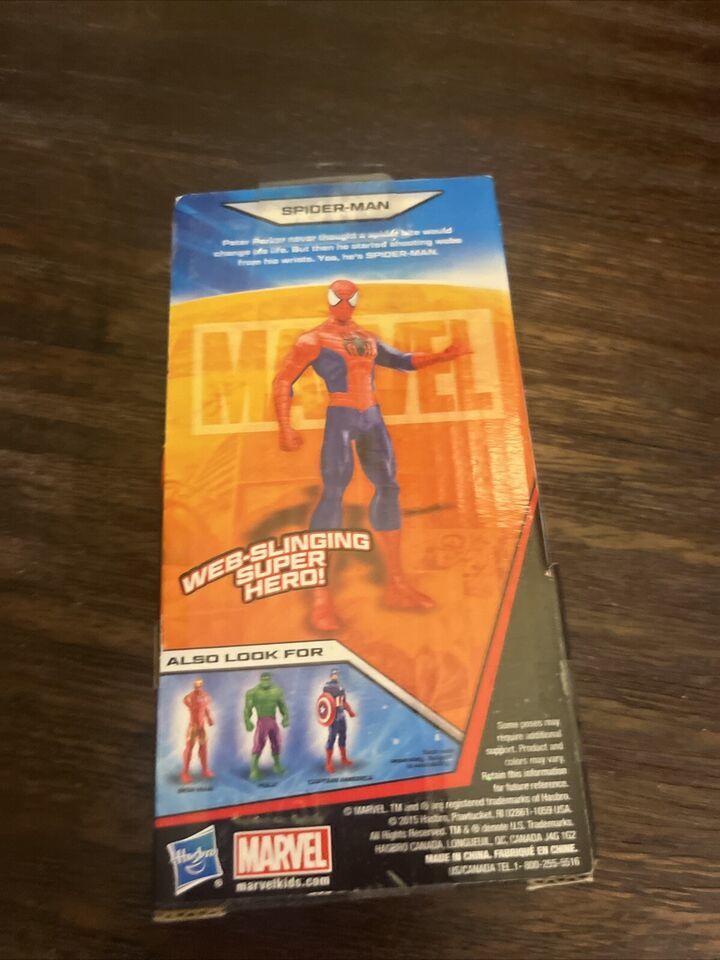 SPIDER-MAN
Peter Parker never thought a spider bite would
change his life. But then he started shooting webs
from his wrists. Yes, he's SPIDER-MAN.
MARVEL
WEB-SLINGING
SUPER
HERO!
ALSO LOOK FOR
IRON MAN
HULK
CAPTAIN AMERICA
Some poses may
require additional
support. Product and
colors may vary.
Retain this information
for future reference.
© MARVEL. TM and ® are registered trademarks of Hasbro.
© 2015 Hasbro, Pawtucket, RI 02861-1059 USA.
All Rights Reserved. TM & ® denote U.S. Trademarks.
HASBRO CANADA, LONGUEUIL, QC, CANADA J4G 1G2
MADE IN CHINA. FABRIQUÉ EN CHINE.
US/CANADA TEL. 1-800-255-5516
Hasbro
®
MARVEL
marvelkids.com